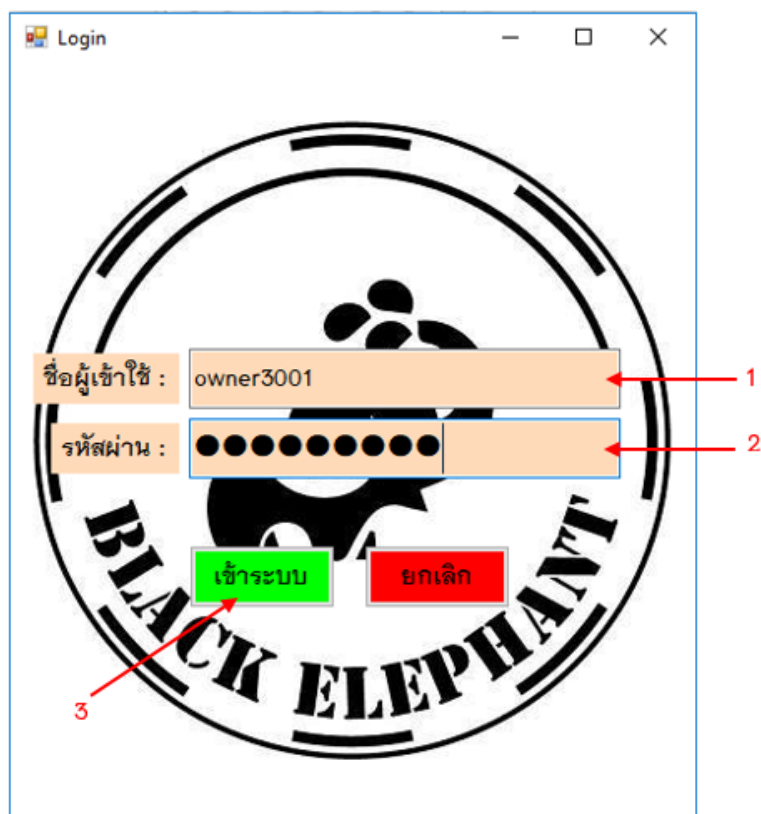 Login
ชื่อผู้เข้าใช้ : owner3001 1
รหัสผ่าน : ●●●●●●●●● 2
เข้าระบบ ยกเลิก
3
BLACK ELEPHANT